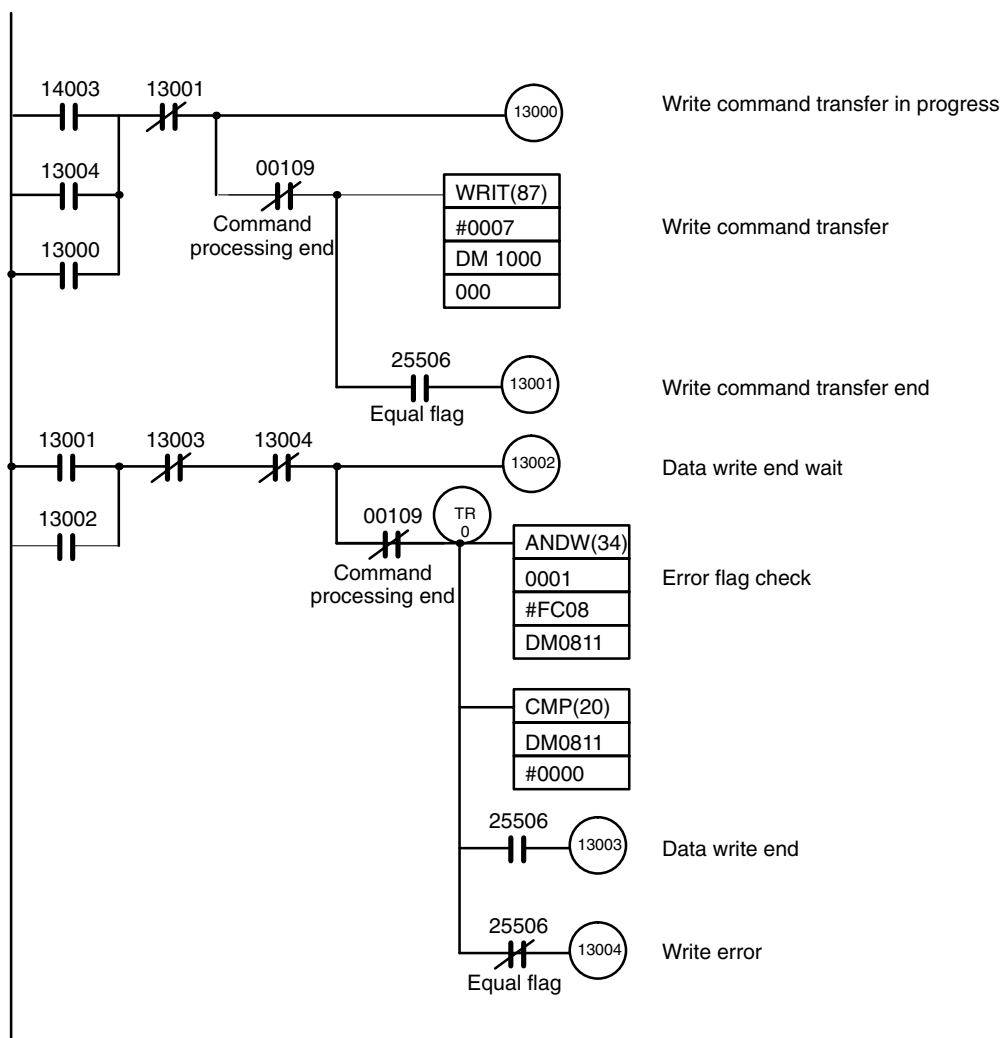 14003 13001
13000 Write command transfer in progress
13004
00109
WRIT(87)
Command
processing end
#0007 Write command transfer
13000
DM 1000
000
25506
13001 Write command transfer end
Equal flag
13001 13003 13004
13002 Data write end wait
13002
00109
TR
0
ANDW(34)
Command
processing end
0001 Error flag check
#FC08
DM0811
CMP(20)
DM0811
#0000
25506
13003 Data write end
25506
13004 Write error
Equal flag